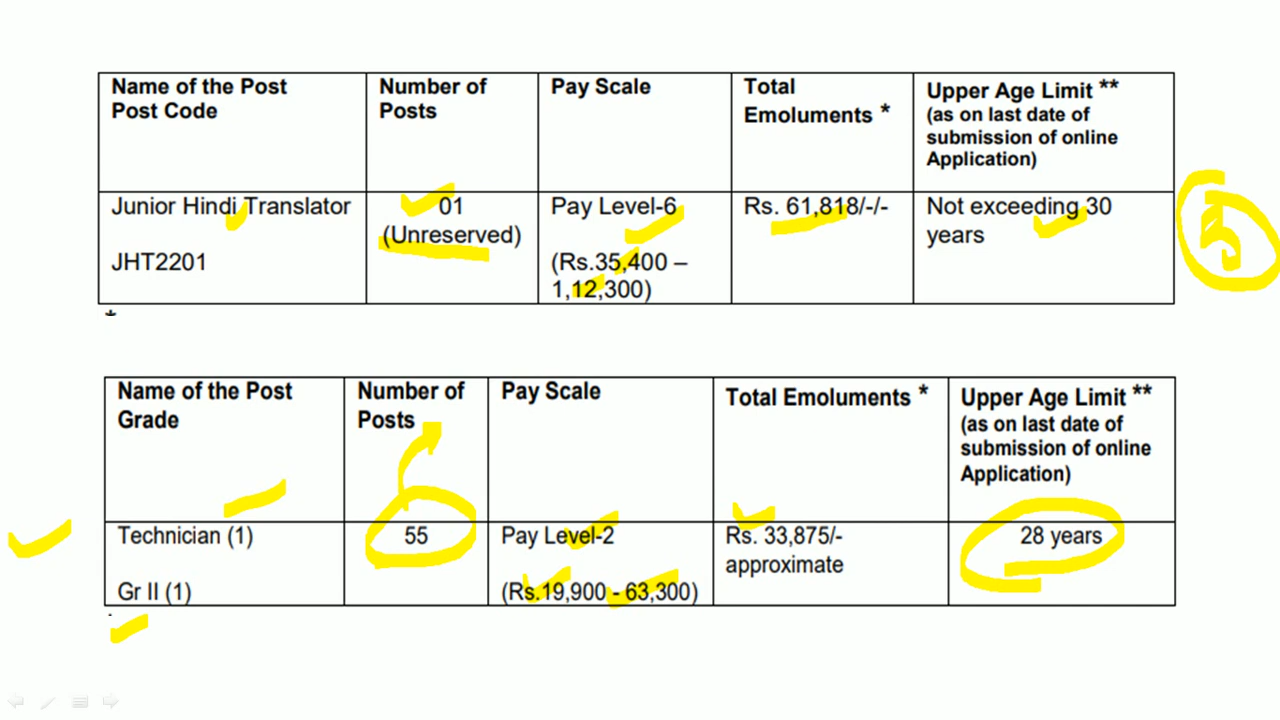 Name of the Post
Post Code
Number of
Posts
Pay Scale
Total
Emoluments *
Upper Age Limit **
(as on last date of
submission of online
Application)
Junior Hindi Translator
JHT2201
01
(Unreserved)
Pay Level-6
(Rs.35,400 –
1,12,300)
Rs. 61,818/-/-
Not exceeding 30
years
5
*
Name of the Post
Grade
Number of
Posts
Pay Scale
Total Emoluments *
Upper Age Limit **
(as on last date of
submission of online
Application)
Technician (1)
Gr II (1)
55
Pay Level-2
(Rs.19,900 - 63,300)
Rs. 33,875/-
approximate
28 years